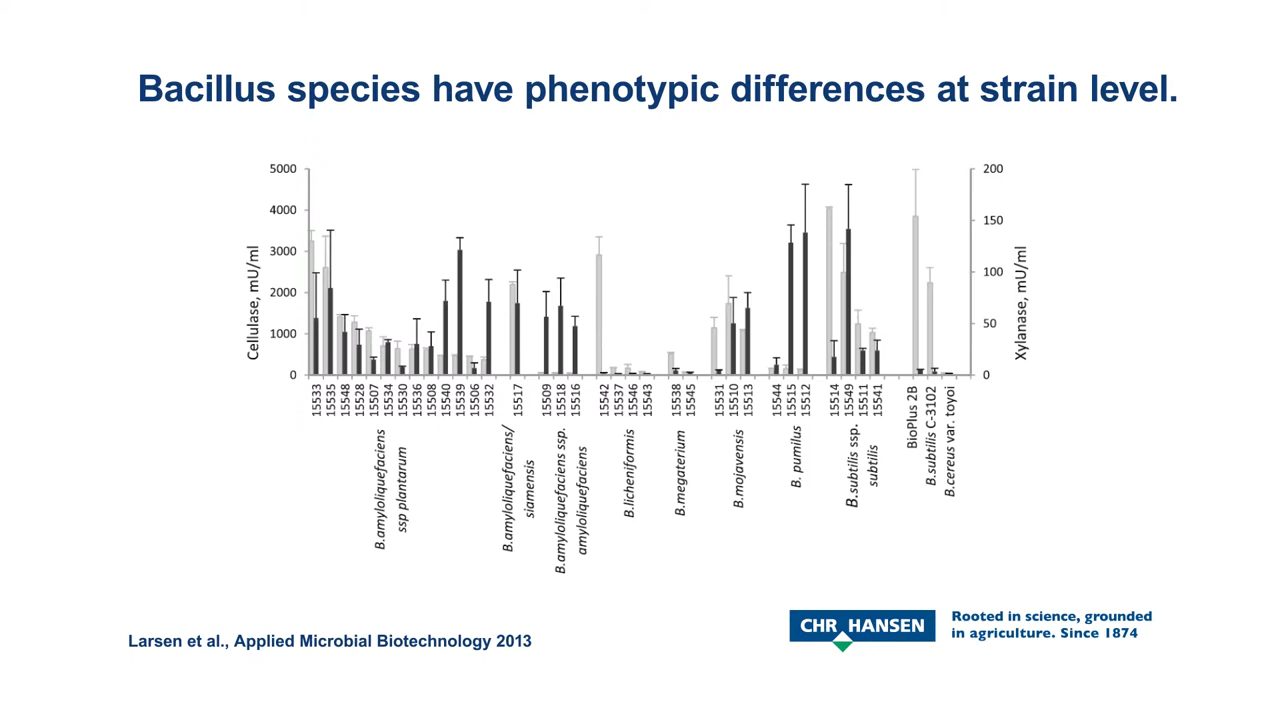 Bacillus species have phenotypic differences at strain level.
5000
4000
3000
2000
1000
0
Cellulase, mU/ml
200
150
100
50
0
Xylanase, mU/ml
15533
15535
15548
15528
15507
15534
15530
15536
15508
15540
15539
15506
15532
15517
15509
15518
15516
15542
15537
15546
15543
15538
15545
15531
15510
15513
15544
15515
15512
15514
15549
15511
15541
BioPlus 2B
B.subtilis C-3102
B.cereus var. toyoi
B.amyloliquefaciens
ssp plantarum
B.amyloliquefaciens/
siamensis
B.amyloliquefaciens ssp.
amyloliquefaciens
B.licheniformis
B.megaterium
B.mojavensis
B. pumilus
B.subtilis ssp.
subtilis
Larsen et al., Applied Microbial Biotechnology 2013
CHR HANSEN
Rooted in science, grounded
in agriculture. Since 1874